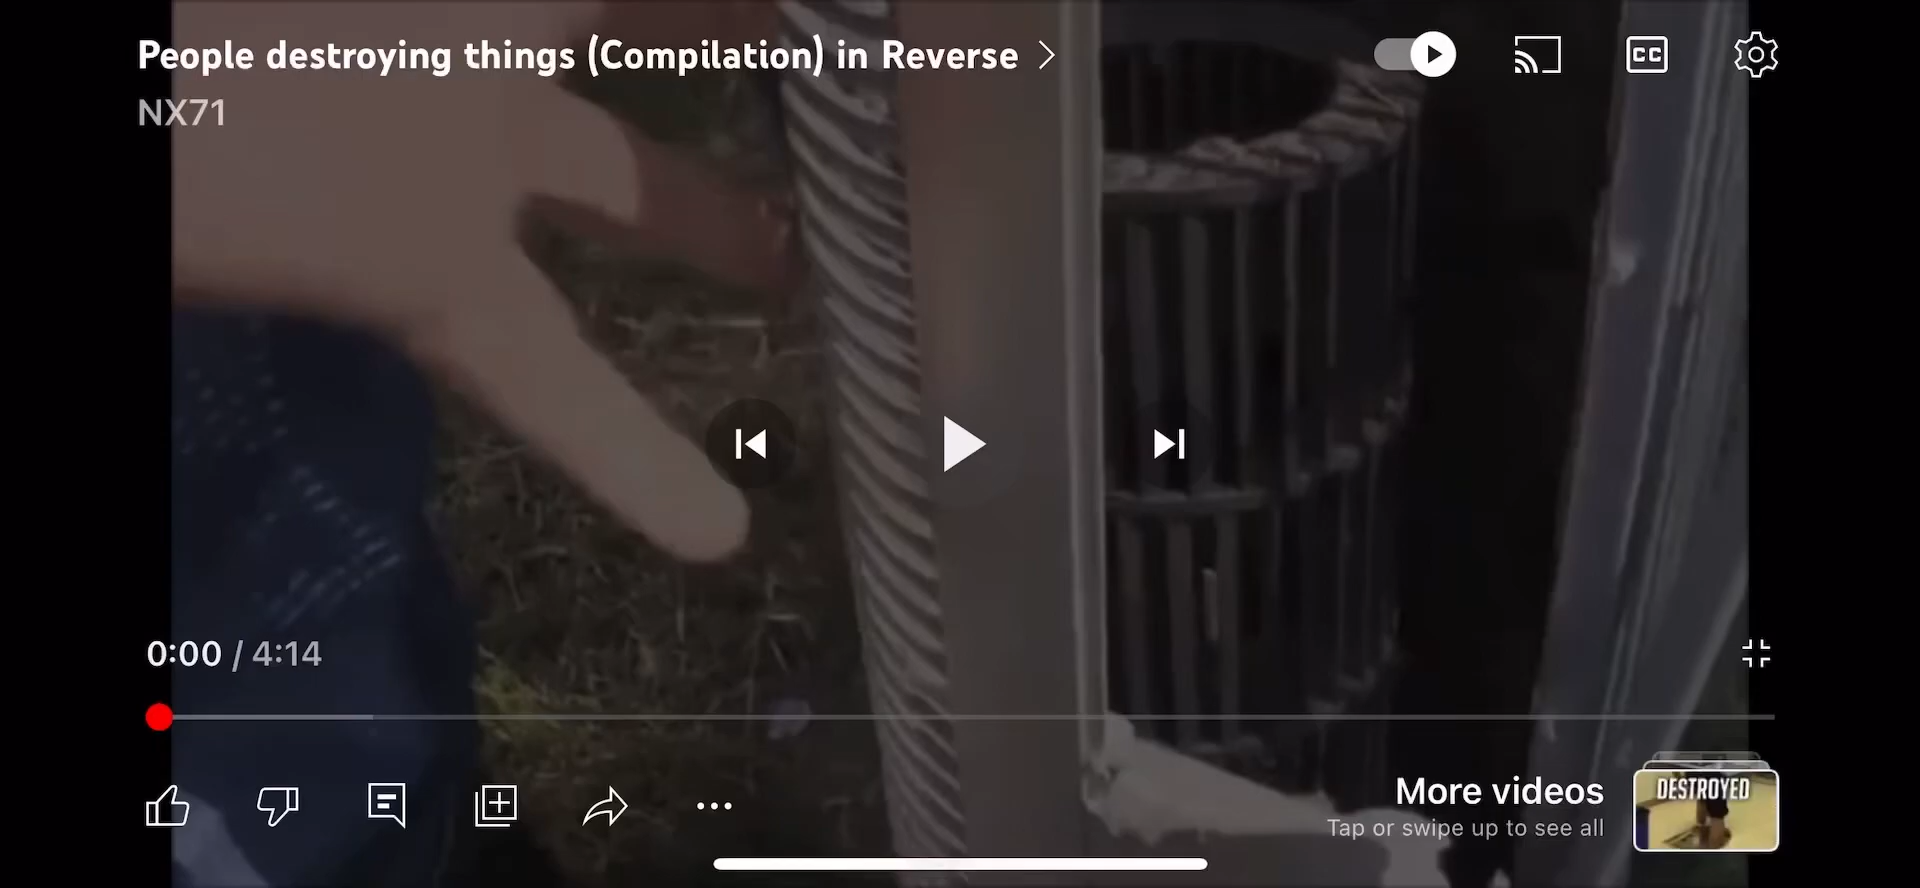 People destroying things (Compilation) in Reverse
NX71
CC
0:00 / 4:14
More videos
Tap or swipe up to see all
DESTROYED